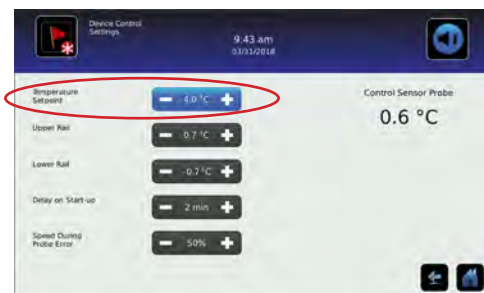 Device Control
Settings
9:43 am
03/31/2018
Temperature
Setpoint
4.0 °C
Control Sensor Probe
0.6 °C
Upper Rail
0.7 °C
Lower Rail
-0.7 °C
Delay on Start-up
2 min
Speed During
Probe Error
50%